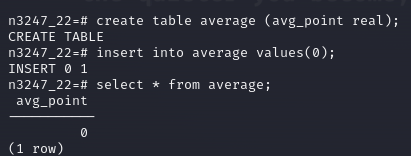 n3247_22=# create table average (avg_point real);
CREATE TABLE
n3247_22=# insert into average values(0);
INSERT 0 1
n3247_22=# select * from average;
avg_point
-----------
0
(1 row)